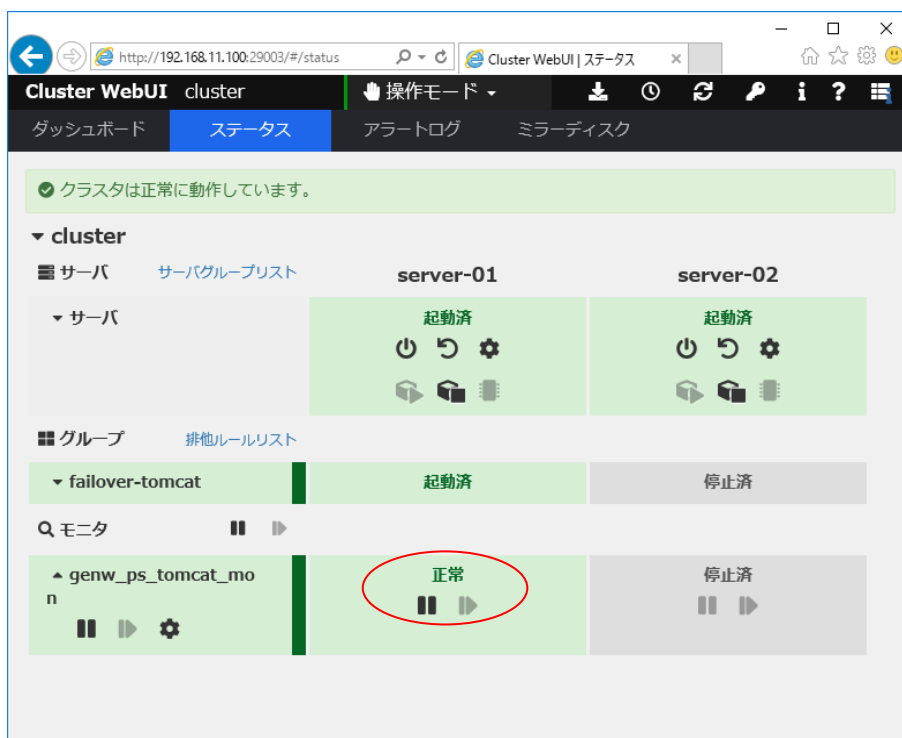 http://192.168.11.100:29003/#/status
Cluster WebUI | ステータス
Cluster WebUI cluster 操作モード
ダッシュボード ステータス アラートログ ミラーディスク
クラスタは正常に動作しています。
cluster
サーバ サーバグループリスト server-01 server-02
サーバ 起動済 起動済
グループ 排他ルールリスト
failover-tomcat 起動済 停止済
モニタ
genw_ps_tomcat_mo
n
正常 停止済